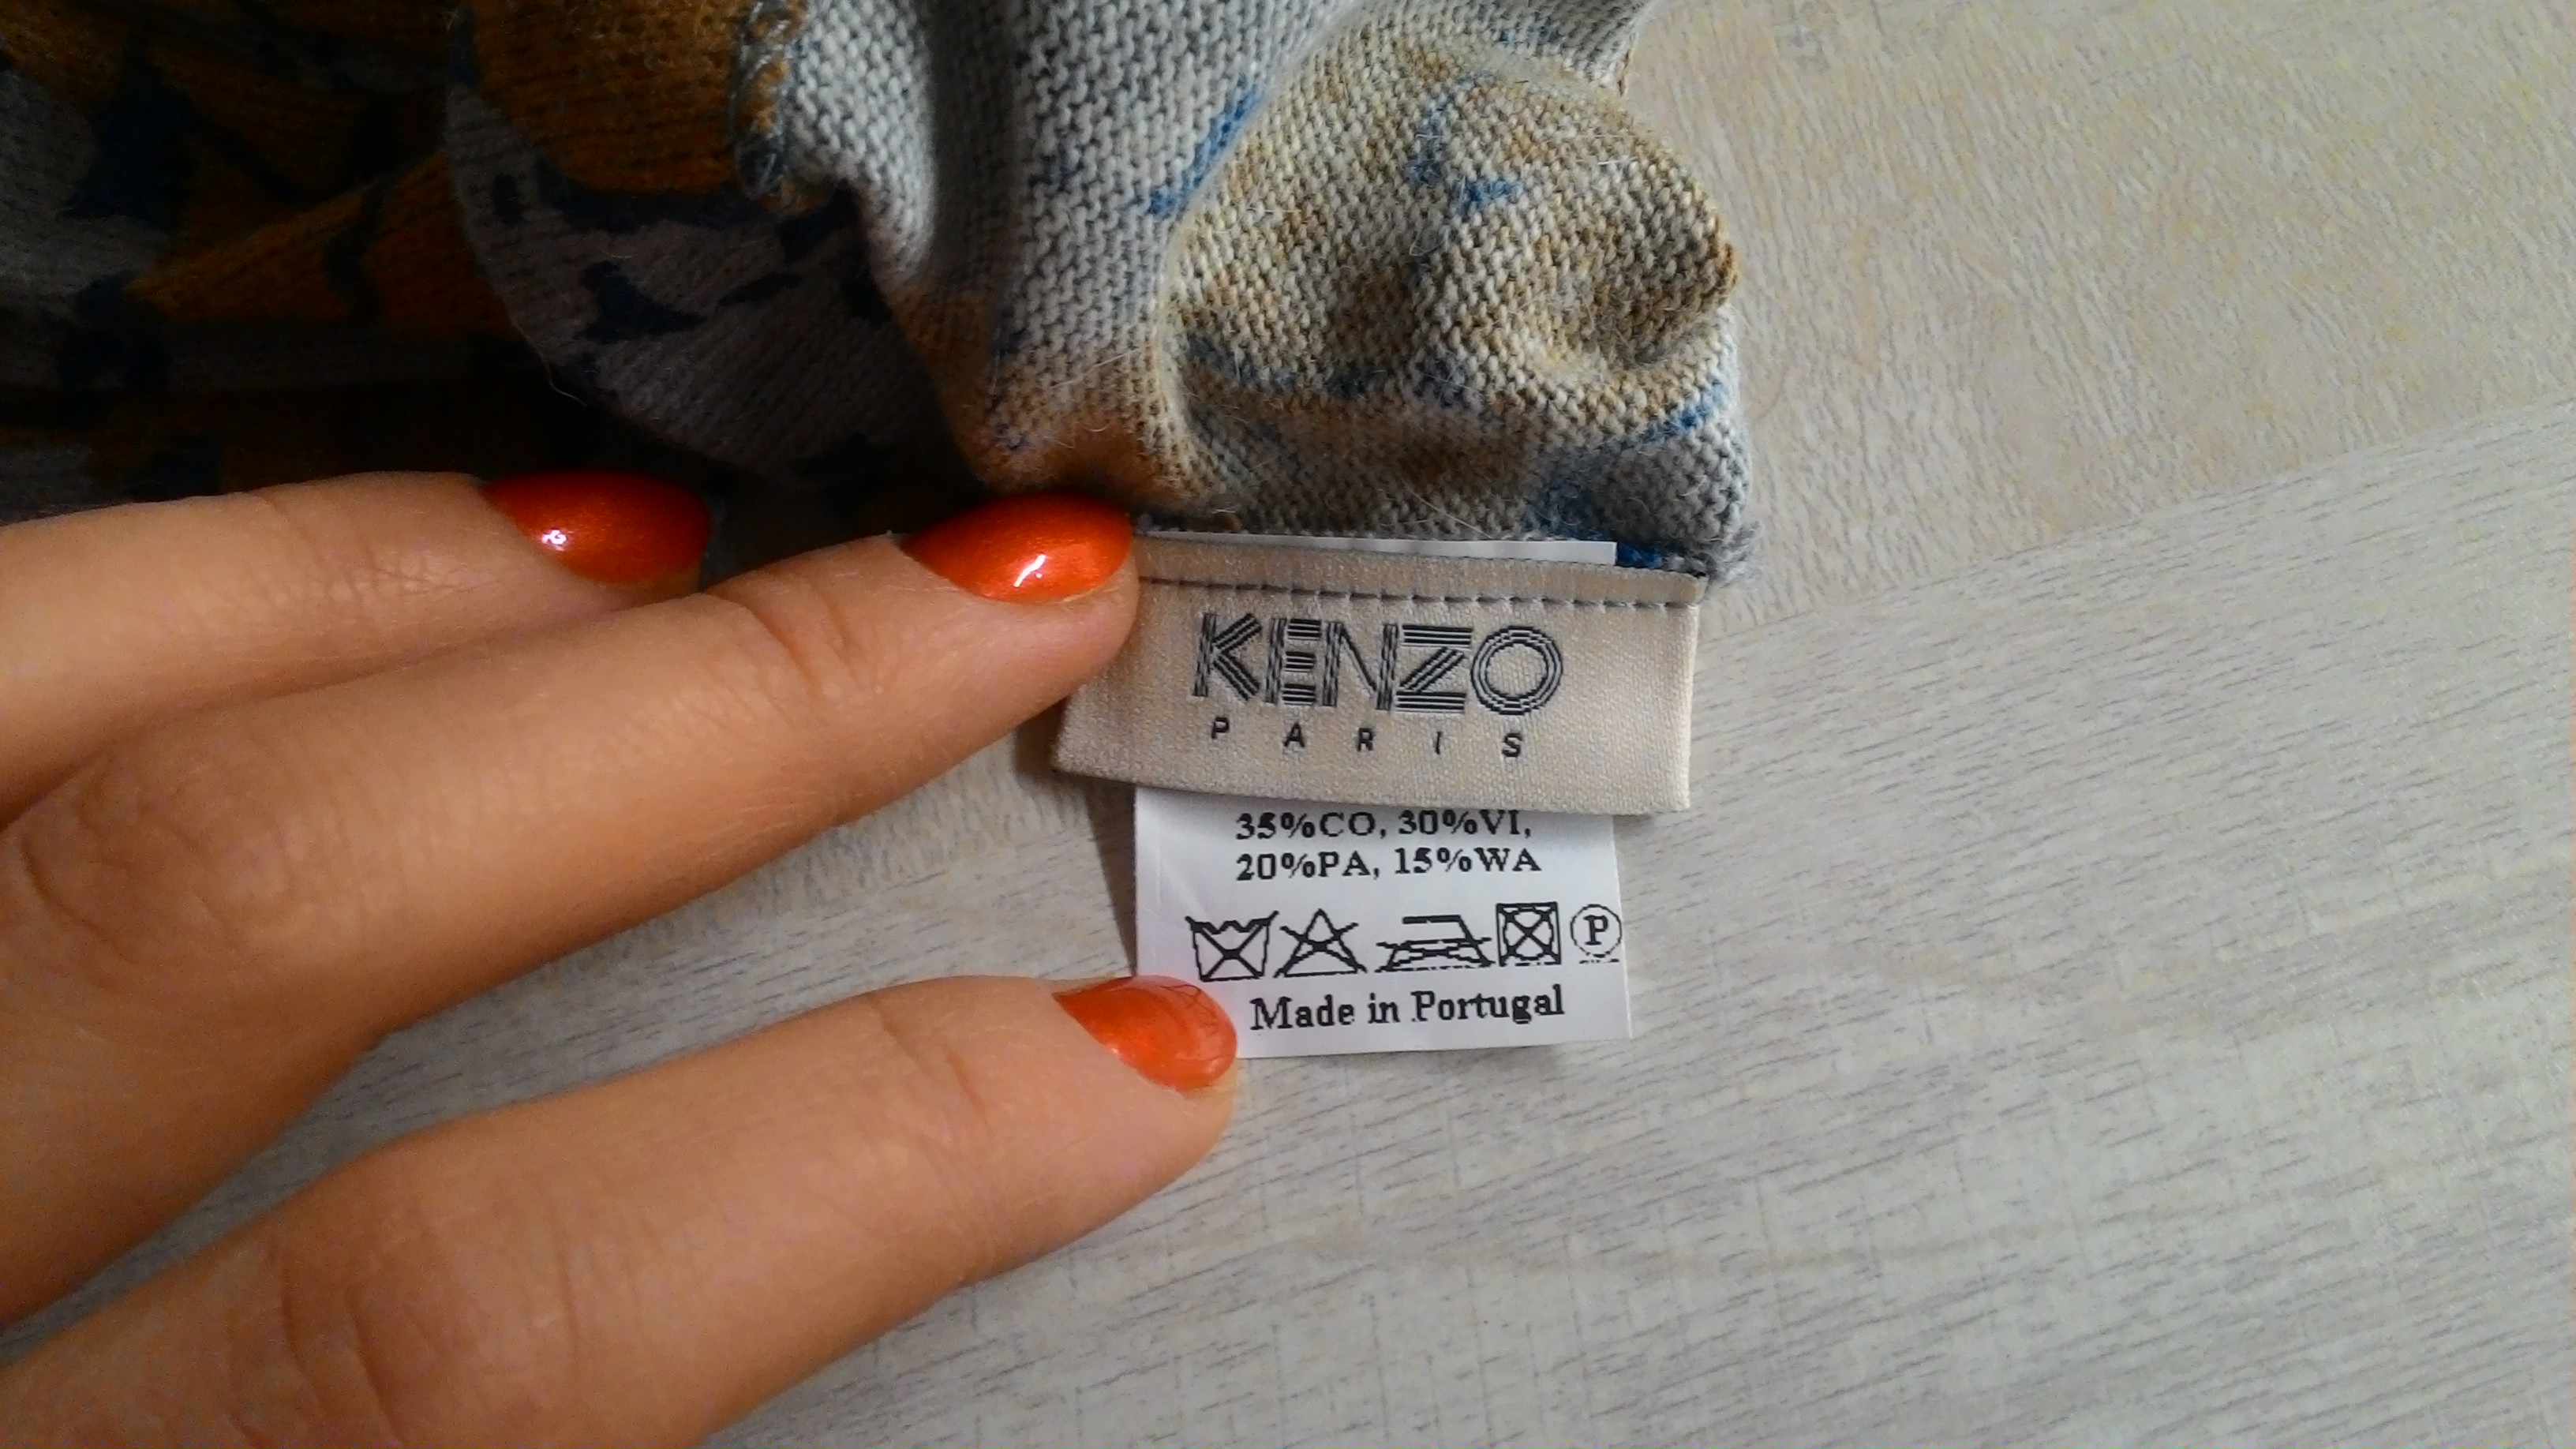 KENZO
PARIS
35%CO, 30%VI,
20%PA, 15%WA
P
Made in Portugal